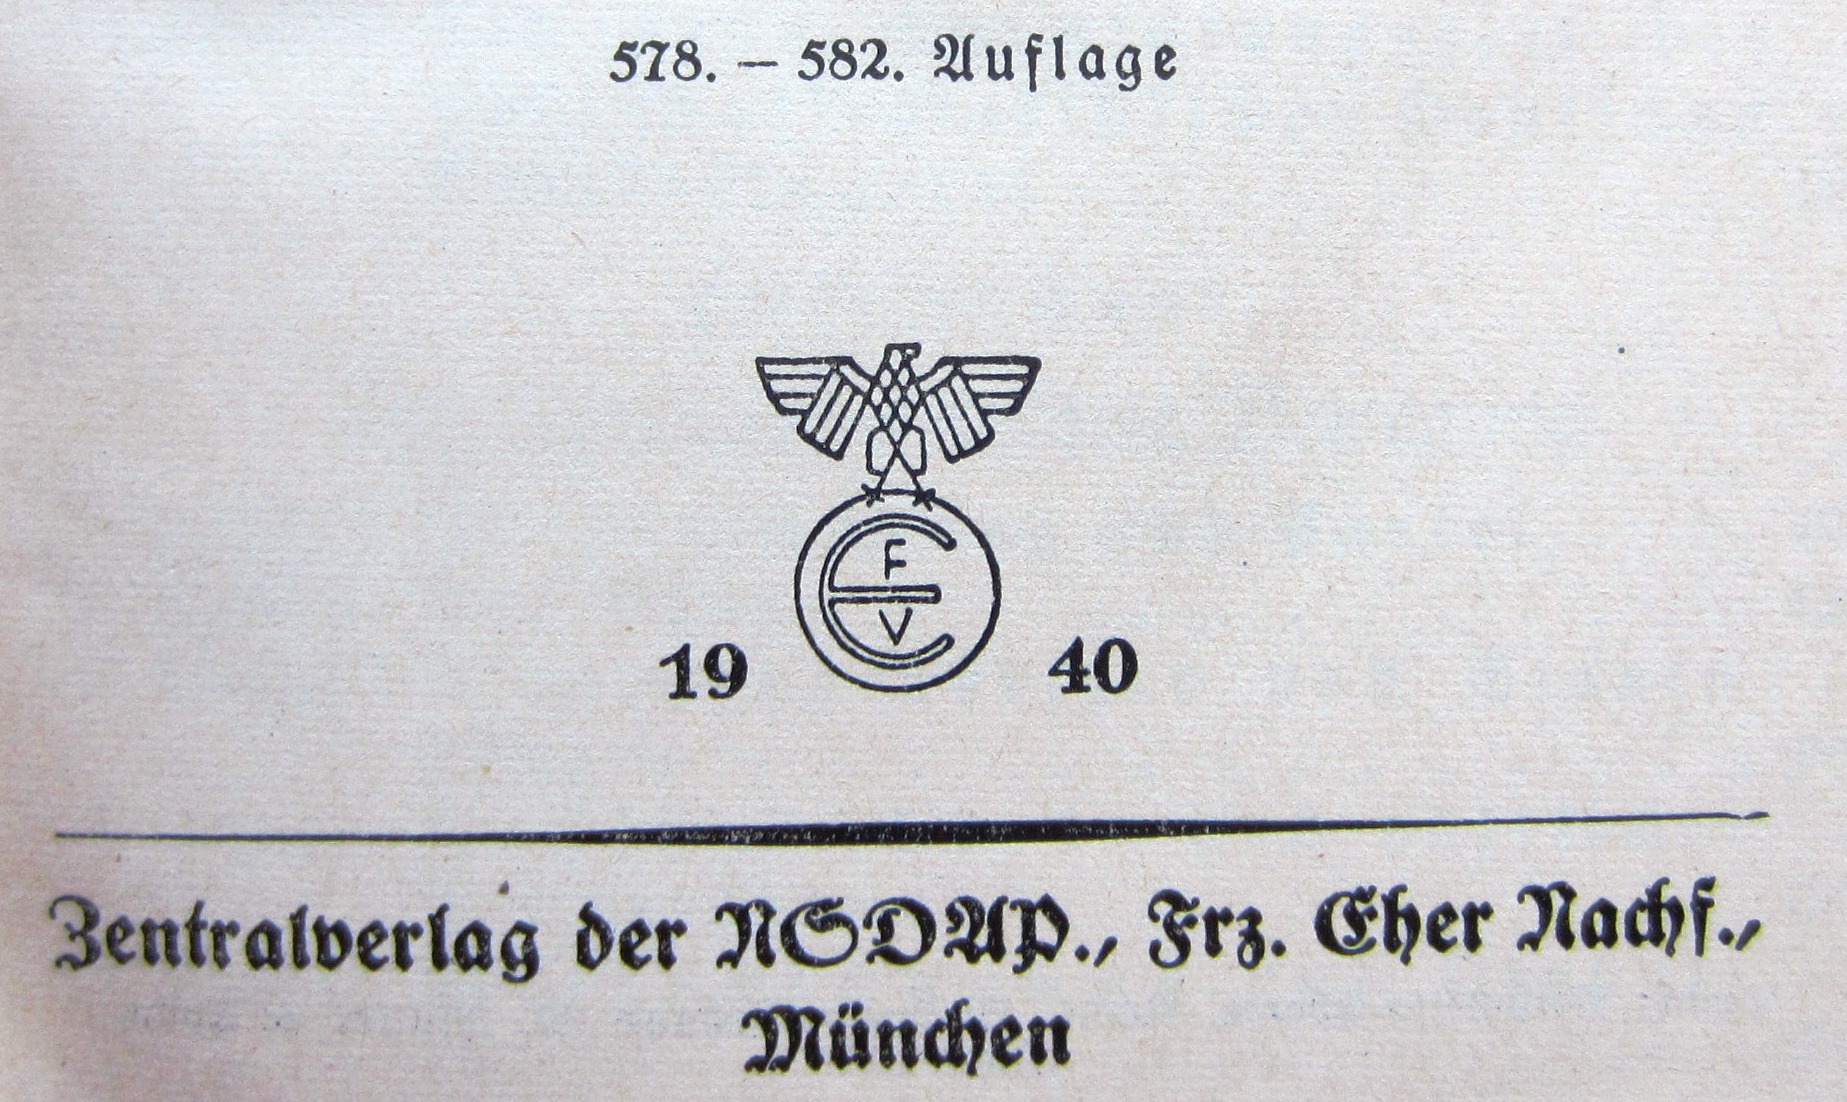 578. – 582. Auflage
F
E
V
19 40
Zentralverlag der NSDAP., Frz. Eher Nachf.,
München